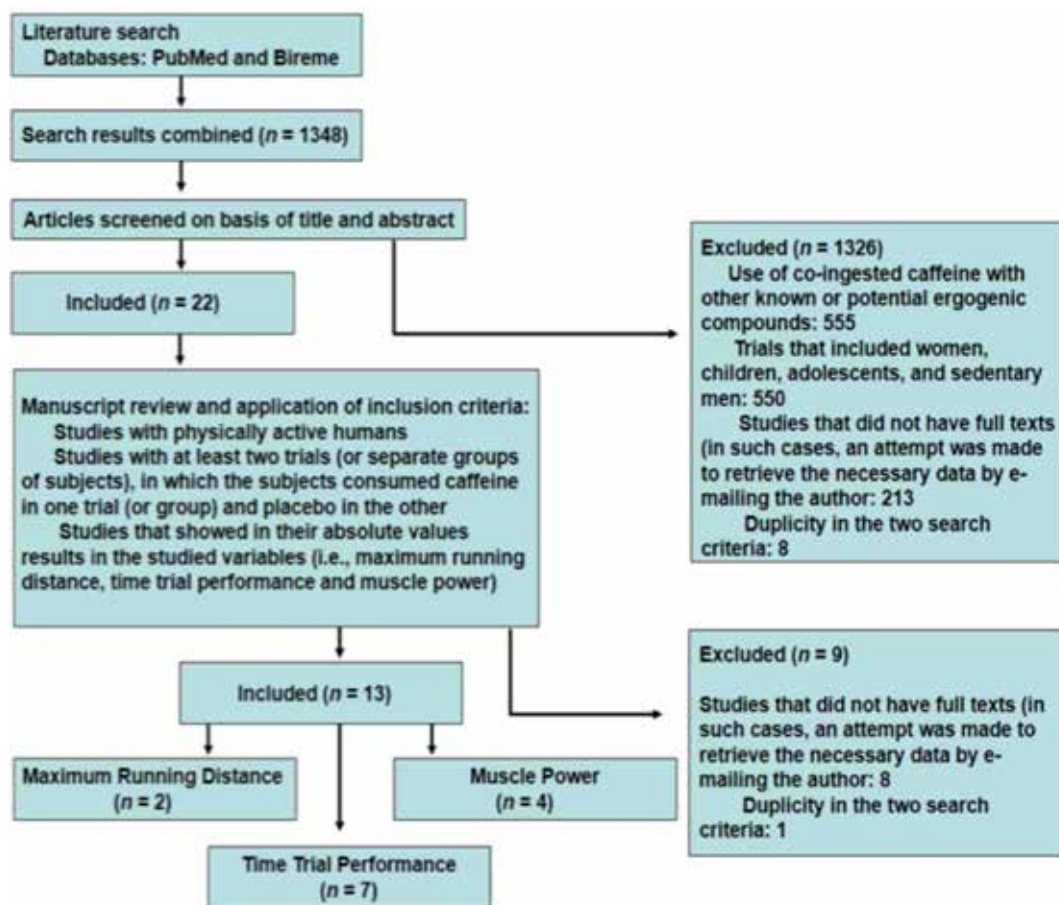 Literature search
Databases: PubMed and Bireme
Search results combined (n = 1348)
Articles screened on basis of title and abstract
Included (n = 22)
Excluded (n = 1326)
Use of co-ingested caffeine with
other known or potential ergogenic
compounds: 555
Trials that included women,
children, adolescents, and sedentary
men: 550
Studies that did not have full texts
(in such cases, an attempt was made
to retrieve the necessary data by e-
mailing the author: 213
Duplicity in the two search
criteria: 8
Manuscript review and application of inclusion criteria:
Studies with physically active humans
Studies with at least two trials (or separate groups
of subjects), in which the subjects consumed caffeine
in one trial (or group) and placebo in the other
Studies that showed in their absolute values
results in the studied variables (i.e., maximum running
distance, time trial performance and muscle power)
Excluded (n = 9)
Studies that did not have full texts (in
such cases, an attempt was made to
retrieve the necessary data by e-
mailing the author: 8
Duplicity in the two search
criteria: 1
Included (n = 13)
Maximum Running Distance
(n = 2)
Muscle Power
(n = 4)
Time Trial Performance
(n = 7)